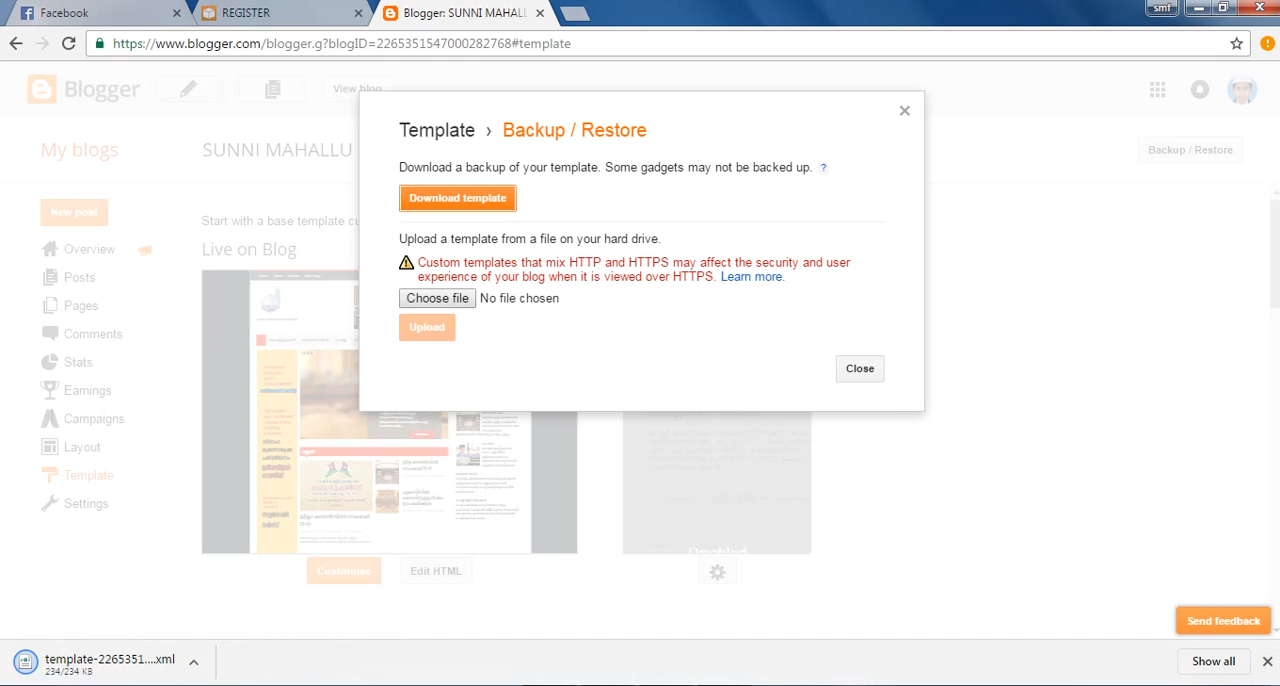 Facebook
REGISTER
Blogger: SUNNI MAHALL
smf
https://www.blogger.com/blogger.g?blogID=2265351547000282768#template
Blogger
View blog
Template › Backup / Restore
My blogs
SUNNI MAHALLU
Backup / Restore
Download a backup of your template. Some gadgets may not be backed up. ?
Download template
New post
Start with a base template cu
Upload a template from a file on your hard drive.
Overview
Live on Blog
Custom templates that mix HTTP and HTTPS may affect the security and user
experience of your blog when it is viewed over HTTPS. Learn more.
Posts
Choose file No file chosen
Pages
Upload
Comments
Stats
Close
Earnings
Campaigns
Layout
Template
Settings
Disabled
Customise
Edit HTML
Send feedback
template-2265351....xml
234/234 KB
Show all